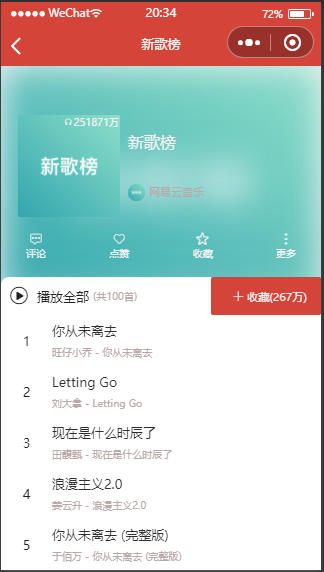 WeChat 20:34 72%
新歌榜
251871万
新歌榜
新歌榜
网易云音乐
评论 点赞 收藏 更多
播放全部 (共100首) + 收藏(267万)
1 你从未离去
旺仔小乔 - 你从未离去
2 Letting Go
刘大拿 - Letting Go
3 现在是什么时辰了
田馥甄 - 现在是什么时辰了
4 浪漫主义2.0
姜云升 - 浪漫主义2.0
5 你从未离去 (完整版)
于佰万 - 你从未离去 (完整版)